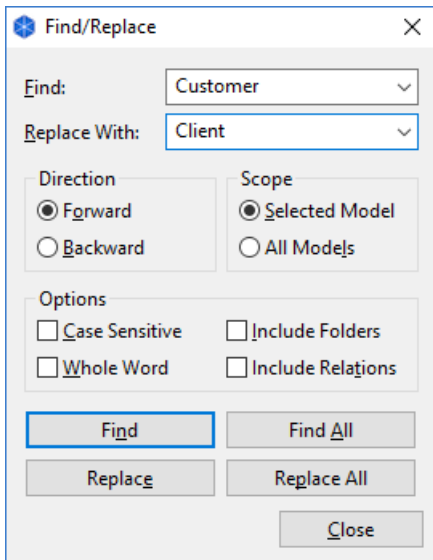 Find/Replace
Find: Customer
Replace With: Client
Direction Scope
Forward Selected Model
Backward All Models
Options
Case Sensitive Include Folders
Whole Word Include Relations
Find Find All
Replace Replace All
Close